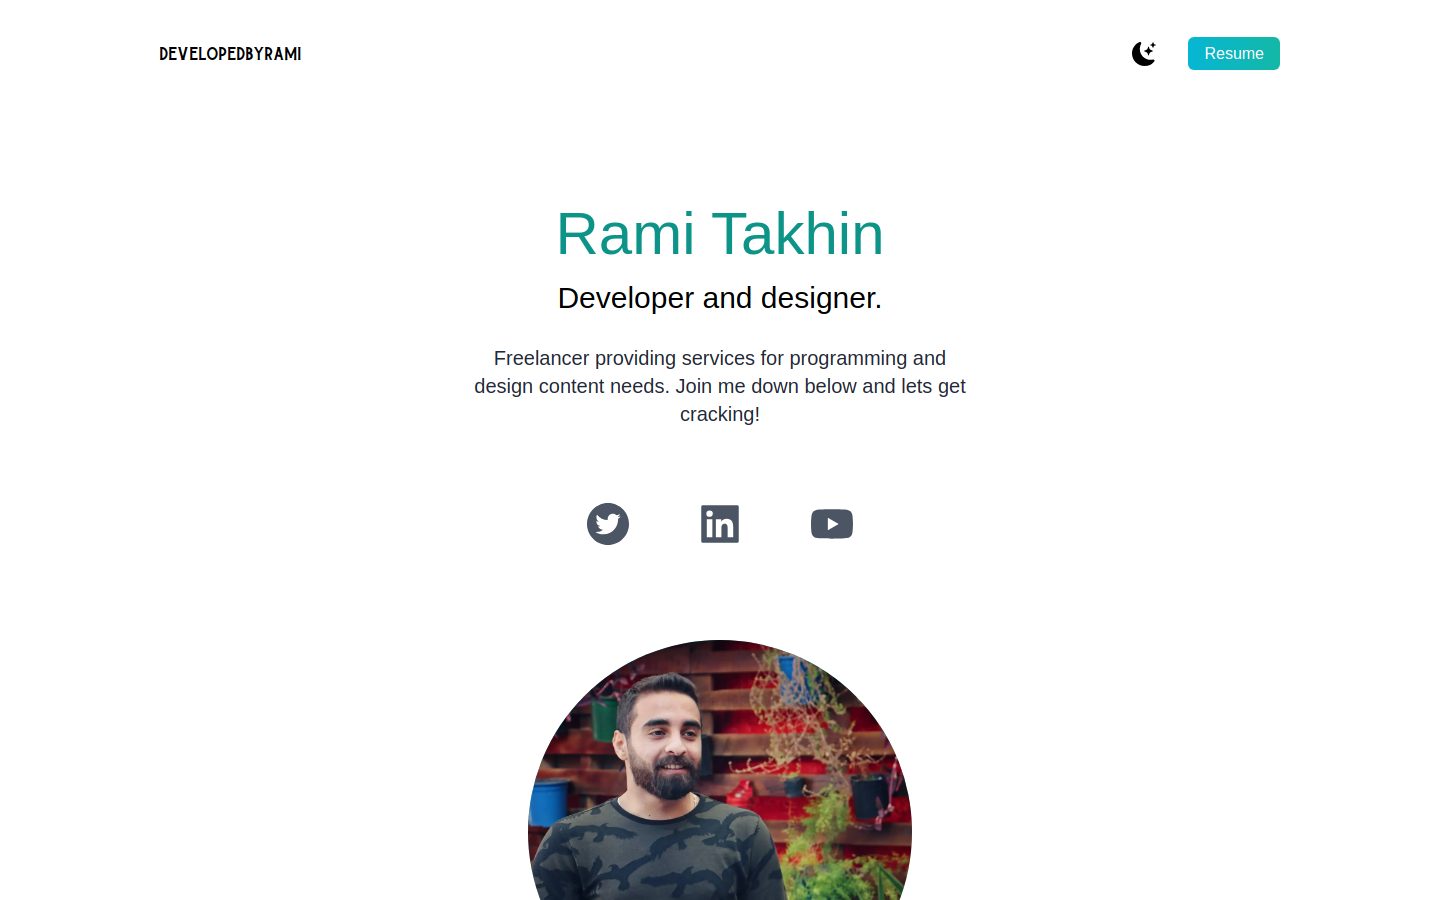 DEVELOPEDBYRAMI
Resume
Rami Takhin
Developer and designer.
Freelancer providing services for programming and
design content needs. Join me down below and lets get
cracking!
in